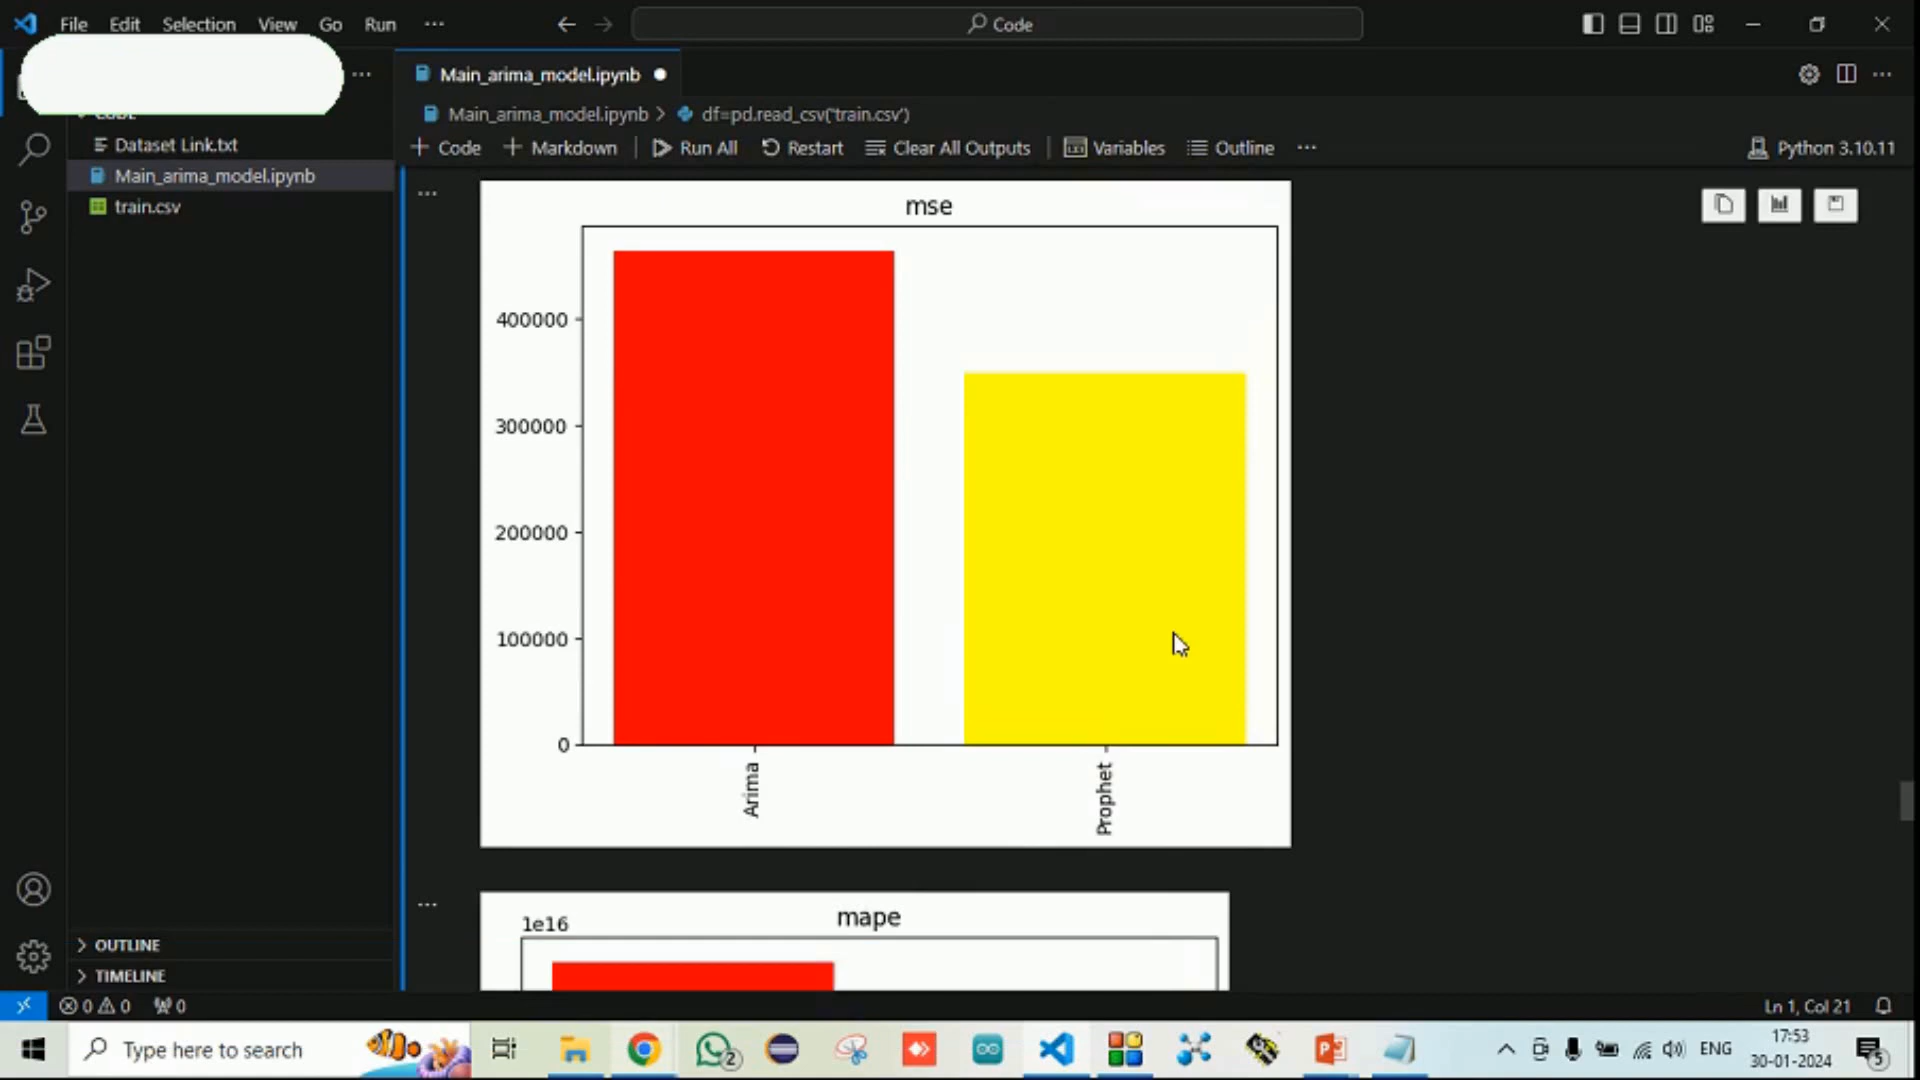 File Edit Selection View Go Run ...
Code
Main_arima_model.ipynb
Main_arima_model.ipynb > df=pd.read_csv('train.csv')
+ Code + Markdown Run All Restart Clear All Outputs Variables Outline ...
Python 3.10.11
Dataset Link.txt
Main_arima_model.ipynb
train.csv
mse
400000
300000
200000
100000
0
Arima
Prophet
1e16
mape
OUTLINE
TIMELINE
0 0 0
Ln 1, Col 21
Type here to search
2
ENG
17:53
30-01-2024
5